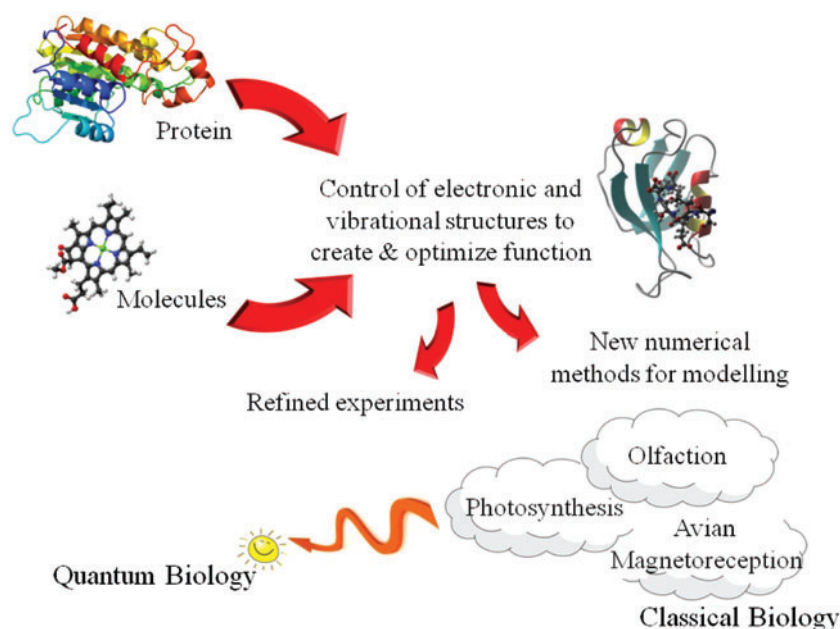 Protein
Control of electronic and
vibrational structures to
create & optimize function
Molecules
New numerical
methods for modelling
Refined experiments
Olfaction
Photosynthesis
Avian
Magnetoreception
Quantum Biology
Classical Biology